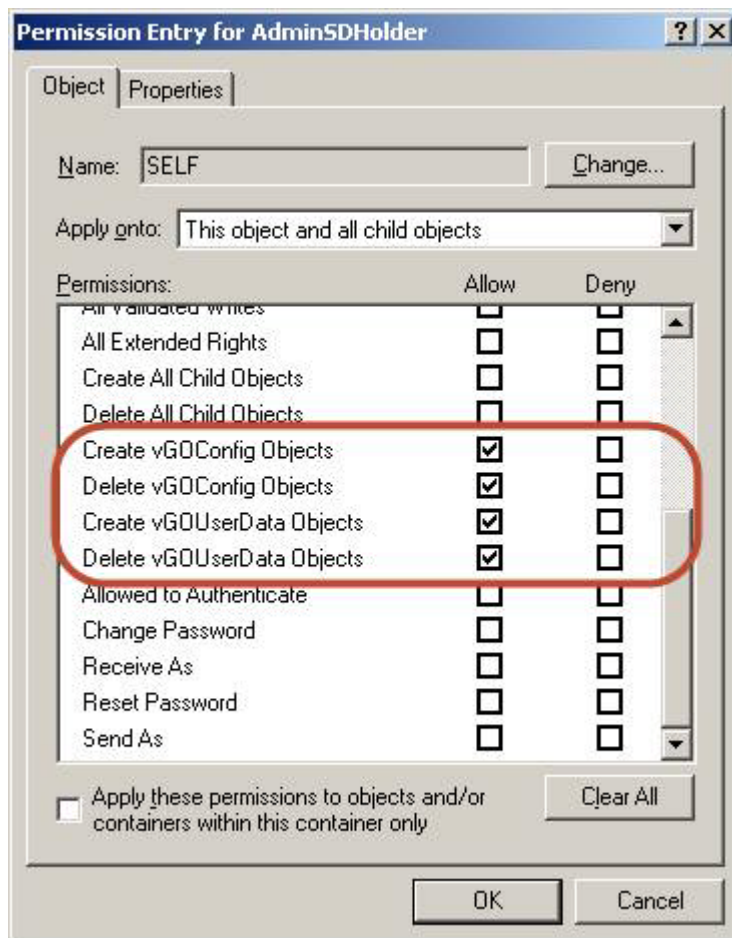 Permission Entry for AdminSDHolder
Object Properties
Name: SELF Change...
Apply onto: This object and all child objects
Permissions: Allow Deny
All Validated Writes
All Extended Rights
Create All Child Objects
Delete All Child Objects
Create vGOConfig Objects
Delete vGOConfig Objects
Create vGOUserData Objects
Delete vGOUserData Objects
Allowed to Authenticate
Change Password
Receive As
Reset Password
Send As
Apply these permissions to objects and/or Clear All
containers within this container only
OK Cancel